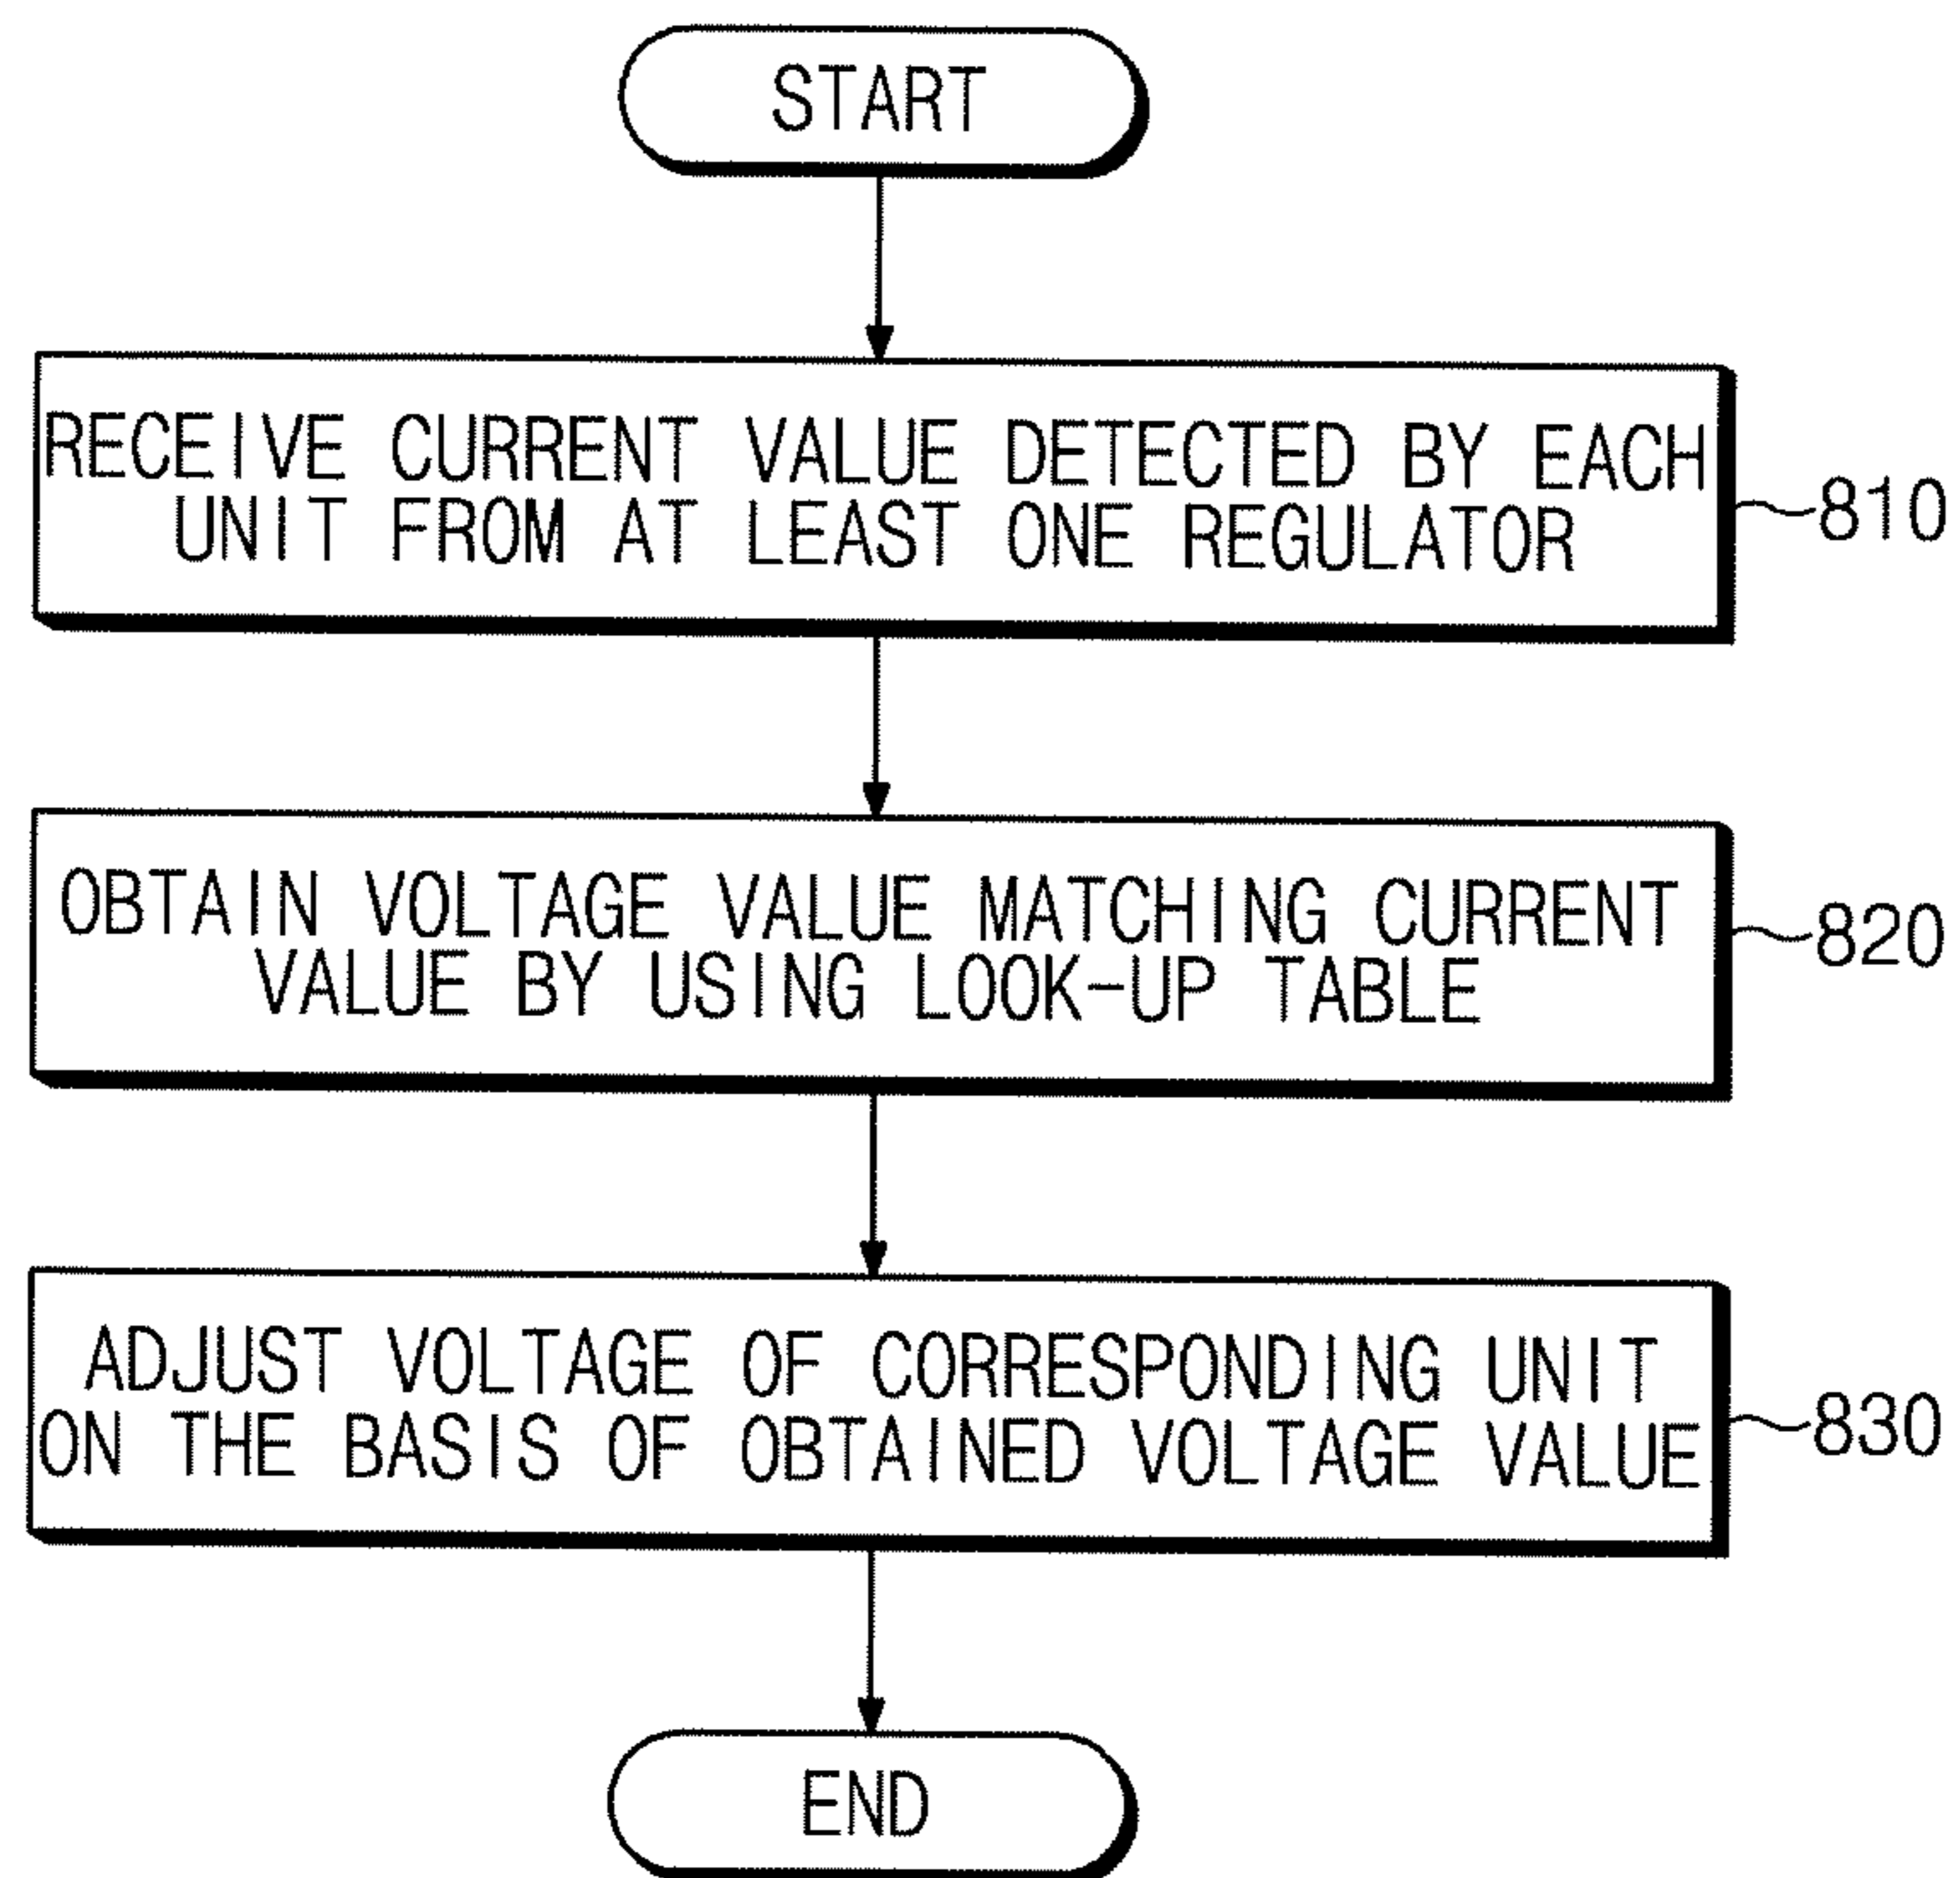 START
RECEIVE CURRENT VALUE DETECTED BY EACH
UNIT FROM AT LEAST ONE REGULATOR
810
OBTAIN VOLTAGE VALUE MATCHING CURRENT
VALUE BY USING LOOK-UP TABLE
820
ADJUST VOLTAGE OF CORRESPONDING UNIT
ON THE BASIS OF OBTAINED VOLTAGE VALUE
830
END